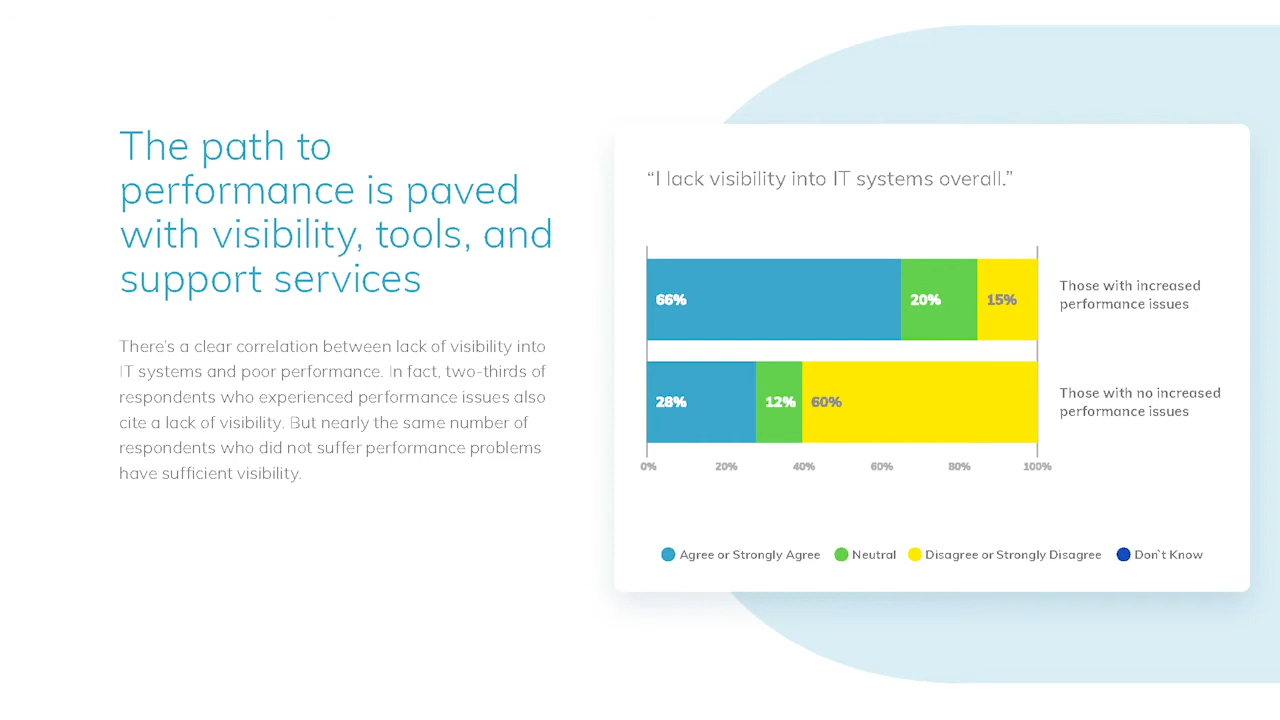 The path to
performance is paved
with visibility, tools, and
support services
There's a clear correlation between lack of visibility into
IT systems and poor performance. In fact, two-thirds of
respondents who experienced performance issues also
cite a lack of visibility. But nearly the same number of
respondents who did not suffer performance problems
have sufficient visibility.
“I lack visibility into IT systems overall.”
66% 20% 15%
Those with increased
performance issues
28% 12% 60%
Those with no increased
performance issues
0% 20% 40% 60% 80% 100%
Agree or Strongly Agree Neutral Disagree or Strongly Disagree Don`t Know